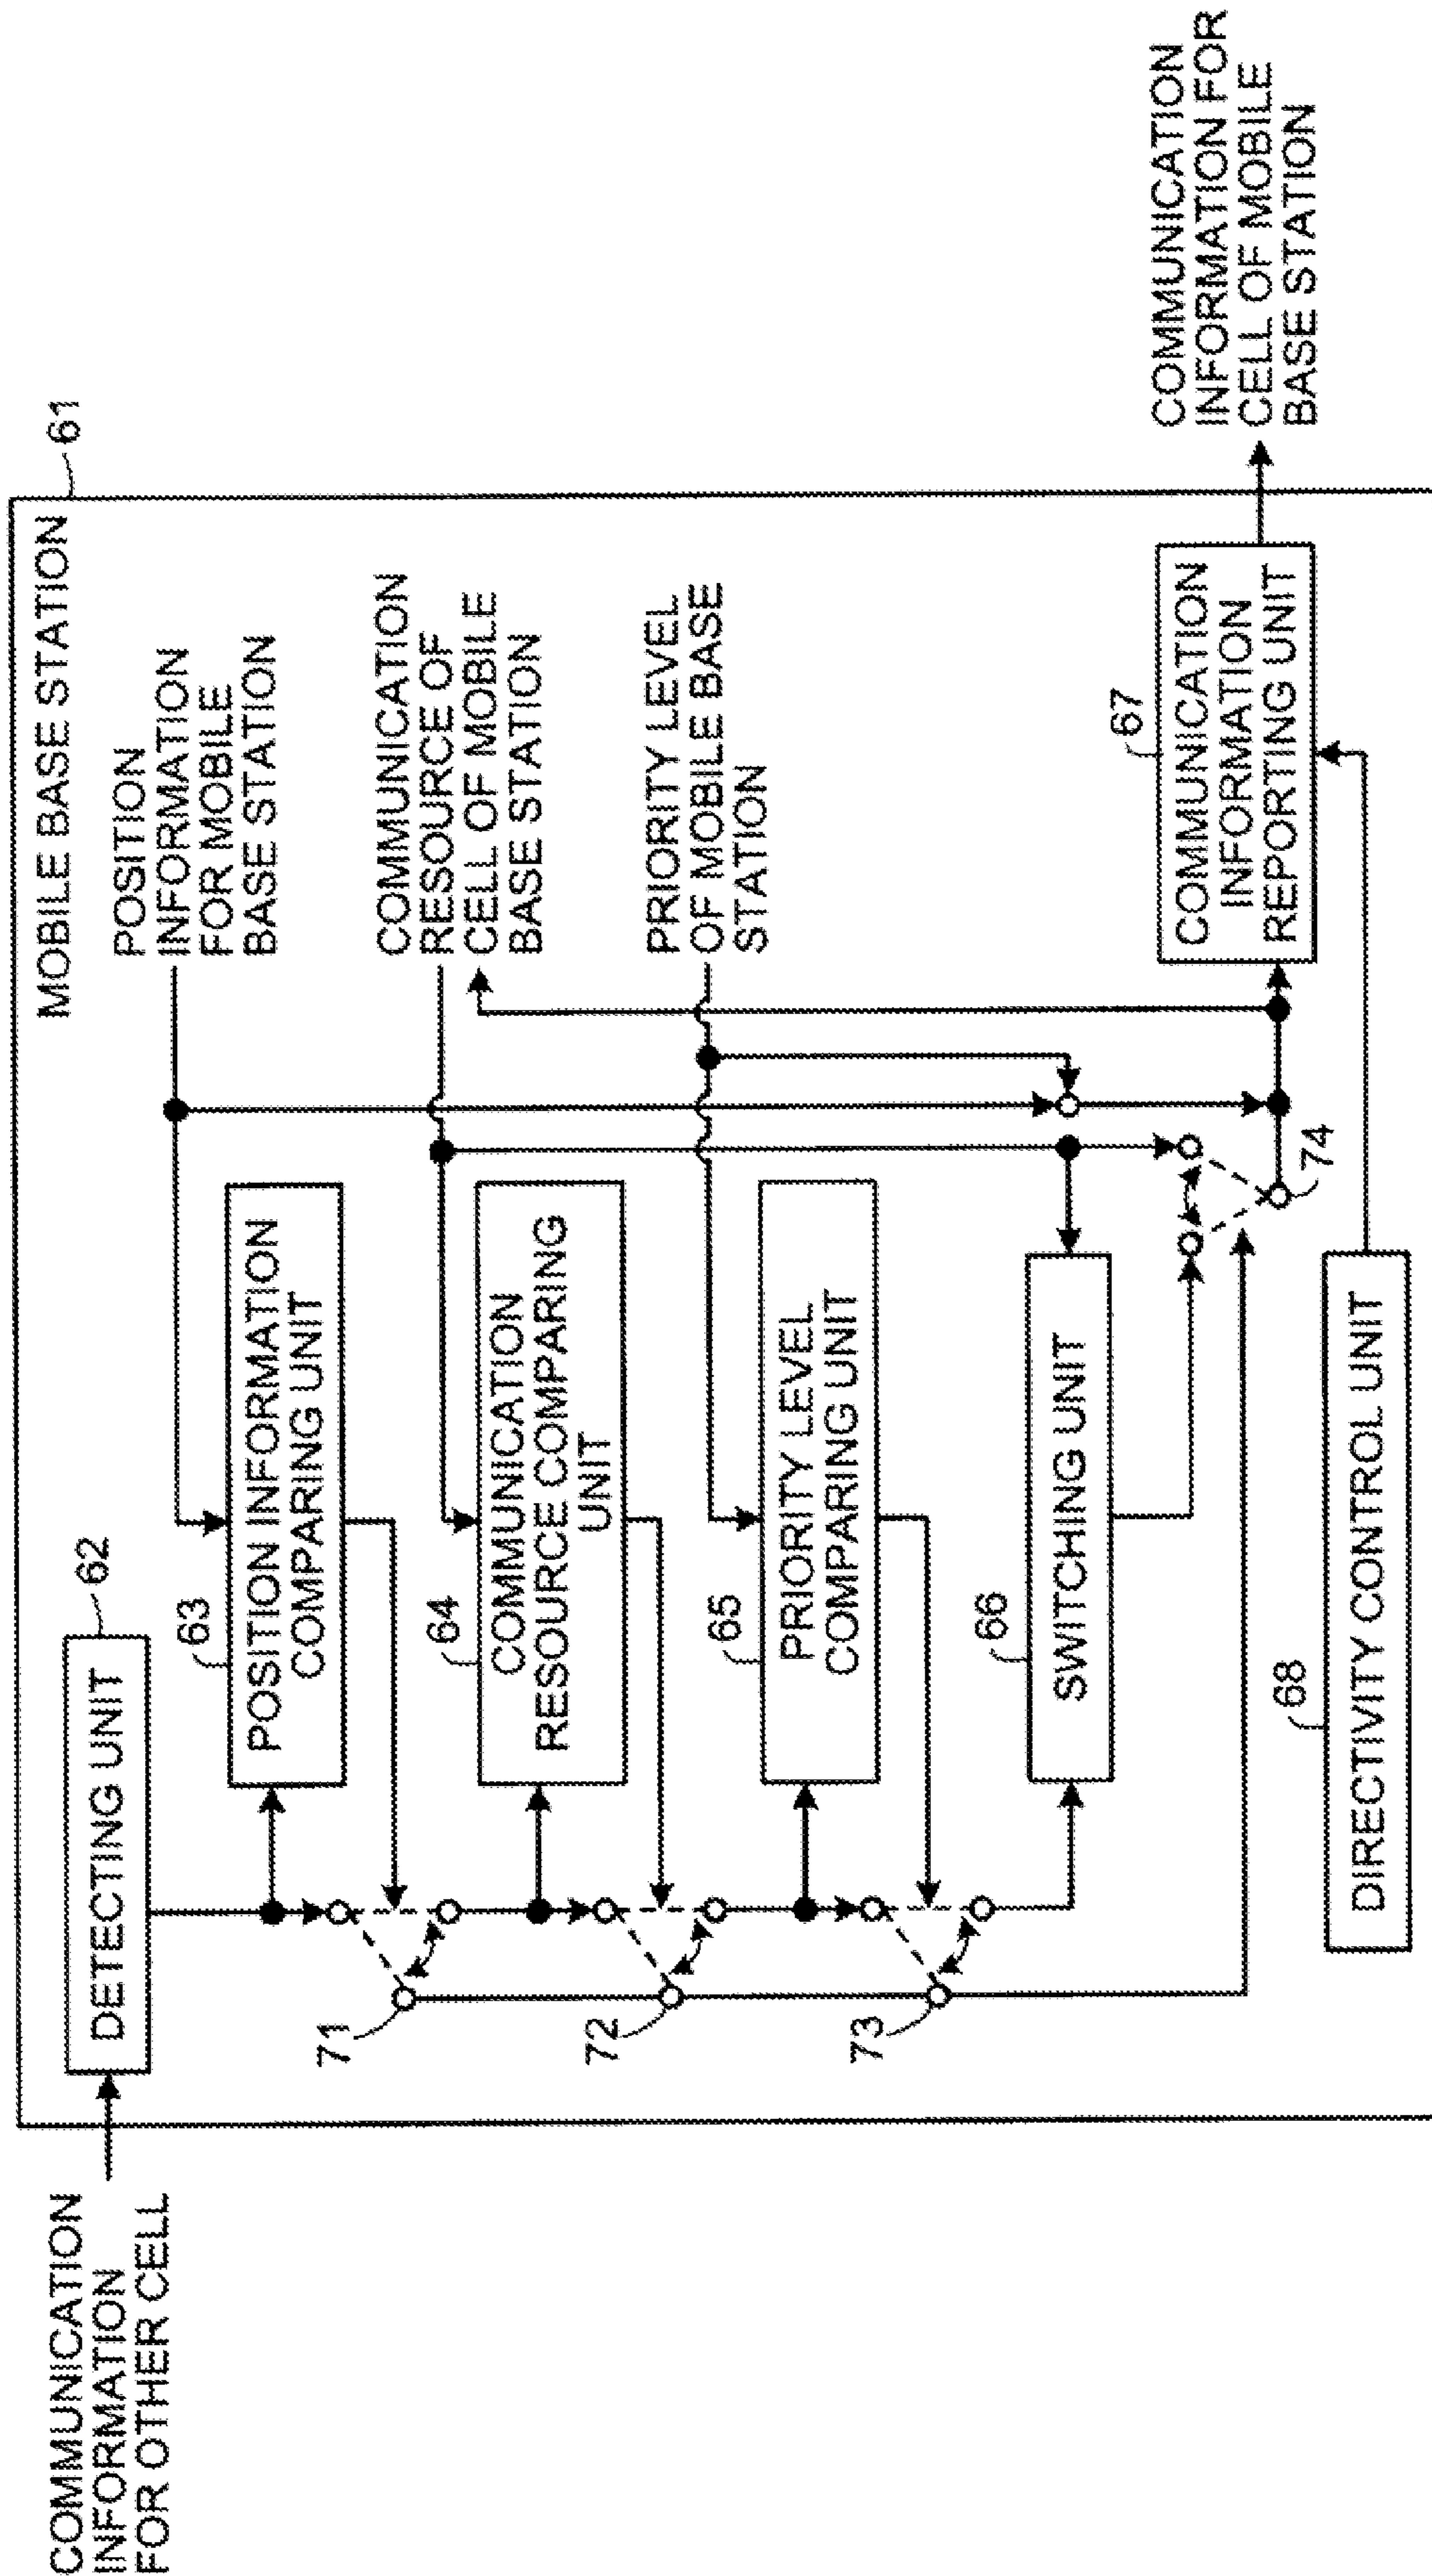 COMMUNICATION
INFORMATION
FOR OTHER CELL
MOBILE BASE STATION
61
DETECTING UNIT
62
POSITION
INFORMATION
FOR MOBILE
BASE STATION
63
POSITION INFORMATION
COMPARING UNIT
71
COMMUNICATION
RESOURCE OF
CELL OF MOBILE
BASE STATION
64
COMMUNICATION
RESOURCE COMPARING
UNIT
72
PRIORITY LEVEL
OF MOBILE BASE
STATION
65
PRIORITY LEVEL
COMPARING UNIT
73
66
SWITCHING UNIT
74
67
COMMUNICATION
INFORMATION
REPORTING UNIT
COMMUNICATION
INFORMATION FOR
CELL OF MOBILE
BASE STATION
68
DIRECTIVITY CONTROL UNIT